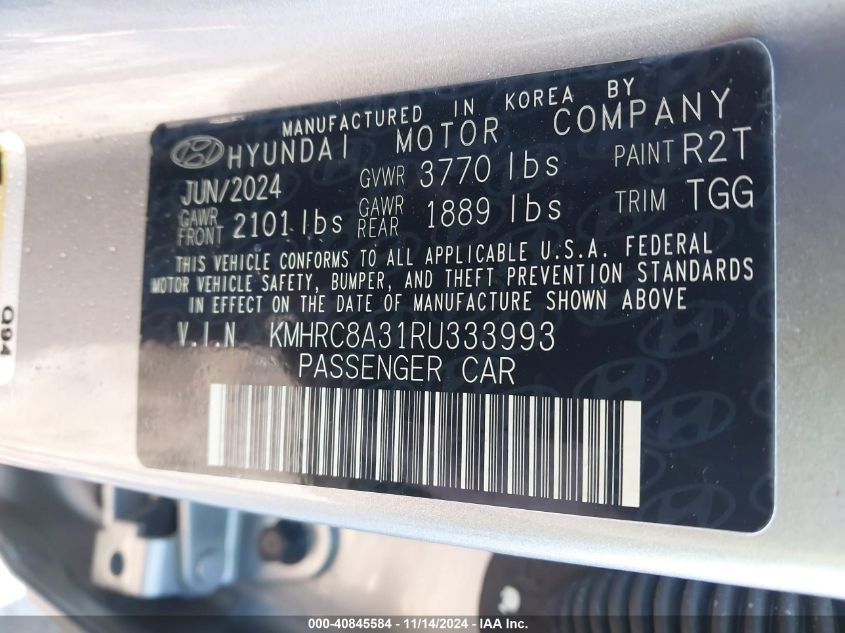 MANUFACTURED IN KOREA BY
HYUNDAI MOTOR COMPANY
JUN/2024 GVWR 3770 lbs PAINT R2T
GAWR FRONT 2101 lbs GAWR REAR 1889 lbs TRIM TGG
THIS VEHICLE CONFORMS TO ALL APPLICABLE U.S.A. FEDERAL
MOTOR VEHICLE SAFETY, BUMPER, AND THEFT PREVENTION STANDARDS
IN EFFECT ON THE DATE OF MANUFACTURE SHOWN ABOVE
V.I.N KMHRC8A31RU333993
PASSENGER CAR
Q94
000-40845584 - 11/14/2024 - IAA Inc.